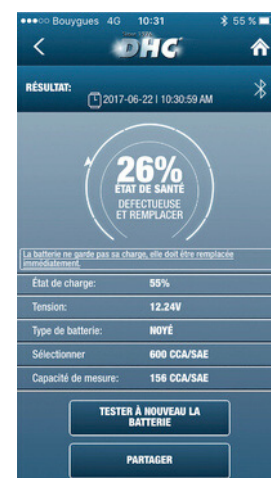 Bouygues 4G 10:31 55 %
DHC
RÉSULTAT:
2017-06-22 | 10:30:59 AM
26%
ÉTAT DE SANTÉ
DEFECTUEUSE
ET REMPLACER
La batterie ne garde pas sa charge, elle doit être remplacée
immédiatement.
État de charge: 55%
Tension: 12.24V
Type de batterie: NOYÉ
Sélectionner 600 CCA/SAE
Capacité de mesure: 156 CCA/SAE
TESTER À NOUVEAU LA
BATTERIE
PARTAGER